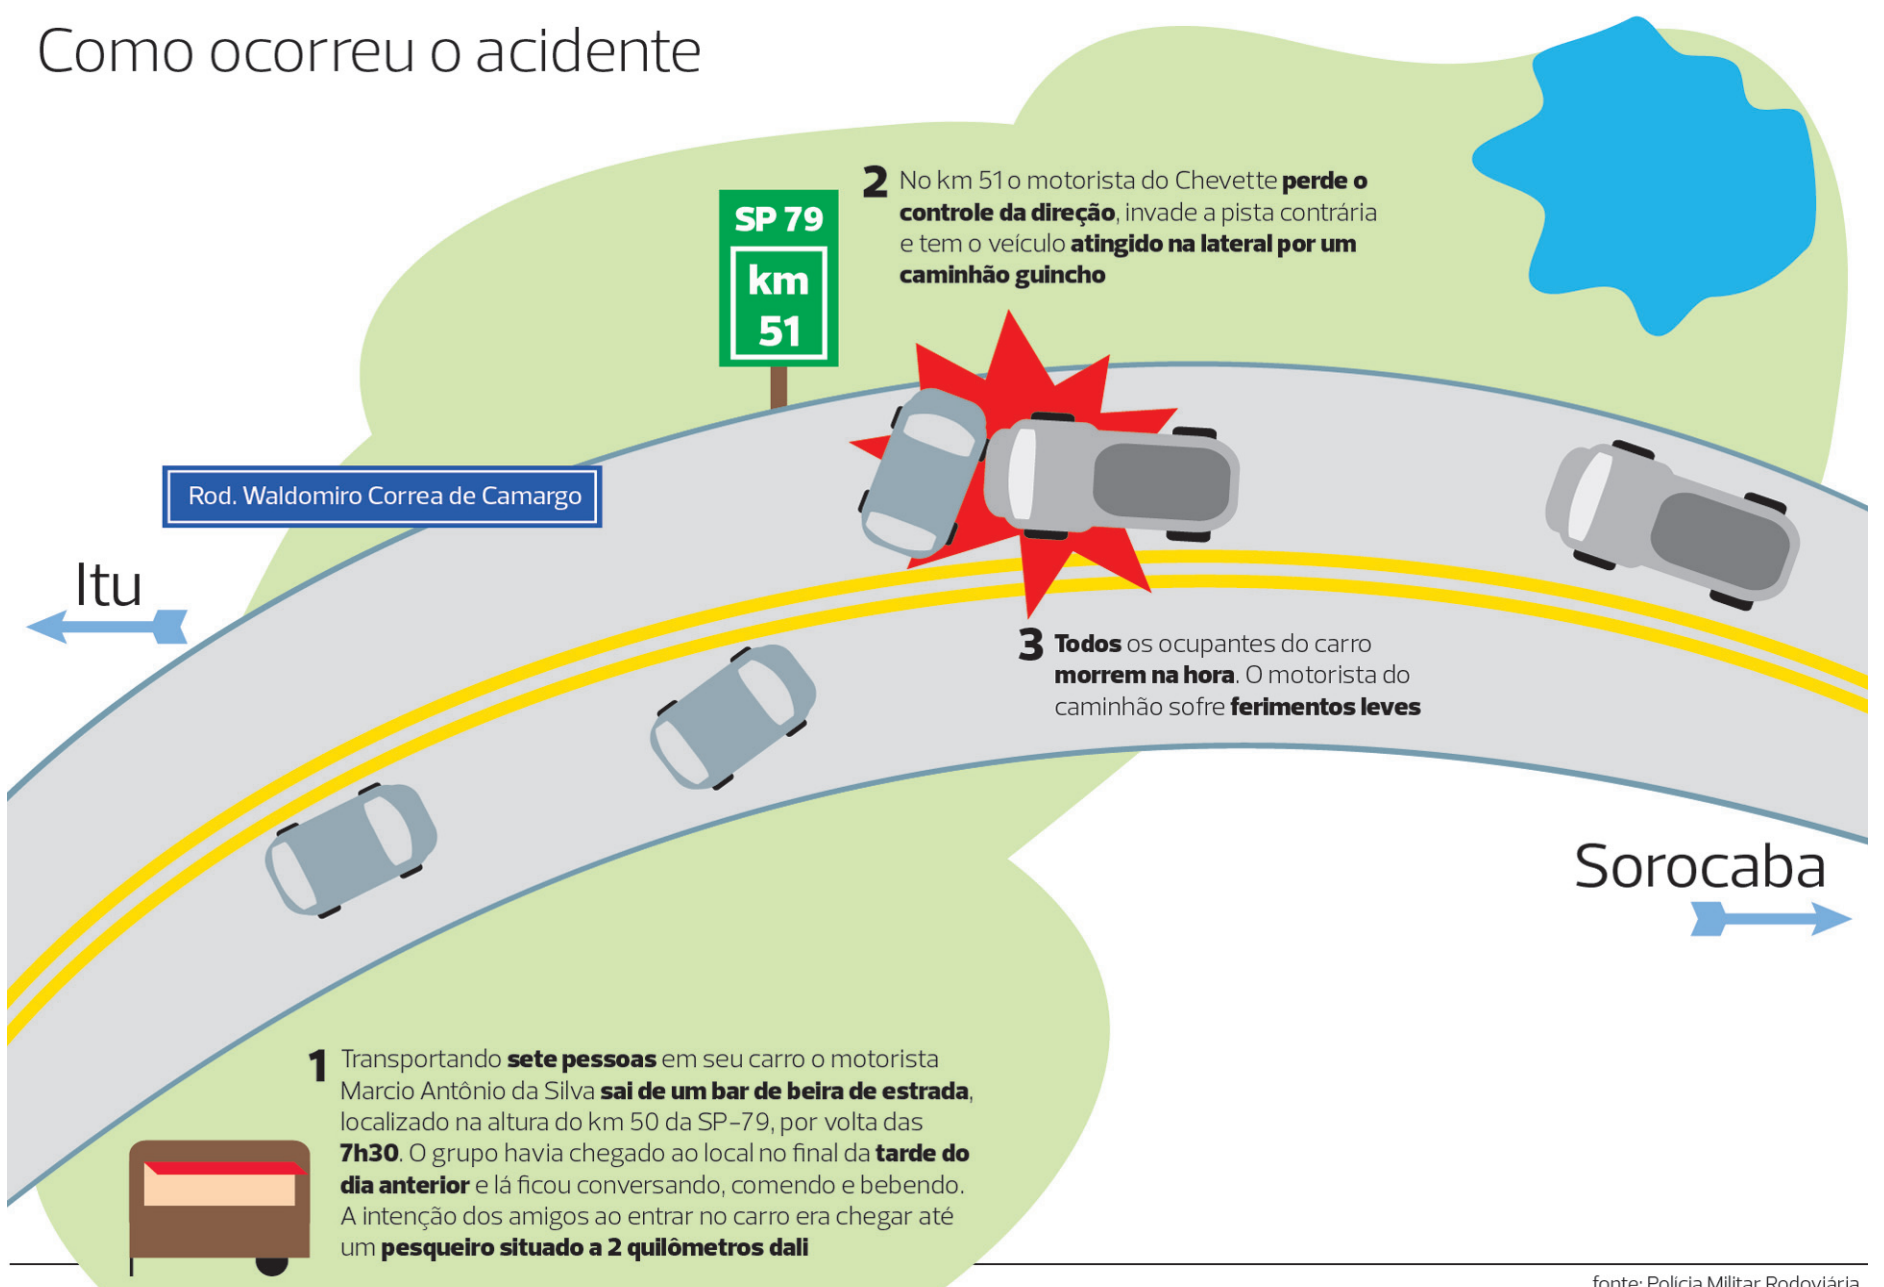 Como ocorreu o acidente
2 No km 51 o motorista do Chevette perde o
controle da direção, invade a pista contrária
e tem o veículo atingido na lateral por um
caminhão guincho
SP 79
km
51
Rod. Waldomiro Correa de Camargo
Itu
3 Todos os ocupantes do carro
morrem na hora. O motorista do
caminhão sofre ferimentos leves
Sorocaba
1 Transportando sete pessoas em seu carro o motorista
Marcio Antônio da Silva sai de um bar de beira de estrada,
localizado na altura do km 50 da SP-79, por volta das
7h30. O grupo havia chegado ao local no final da tarde do
dia anterior e lá ficou conversando, comendo e bebendo.
A intenção dos amigos ao entrar no carro era chegar até
um pesqueiro situado a 2 quilômetros dali
fonte: Polícia Militar Rodoviária